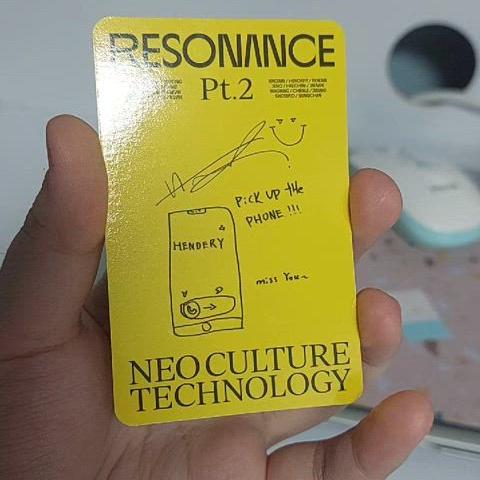 RESONANCE
Pt.2
PICK UP the
PHONE !!!
HENDERY
miss You~
NEO CULTURE
TECHNOLOGY